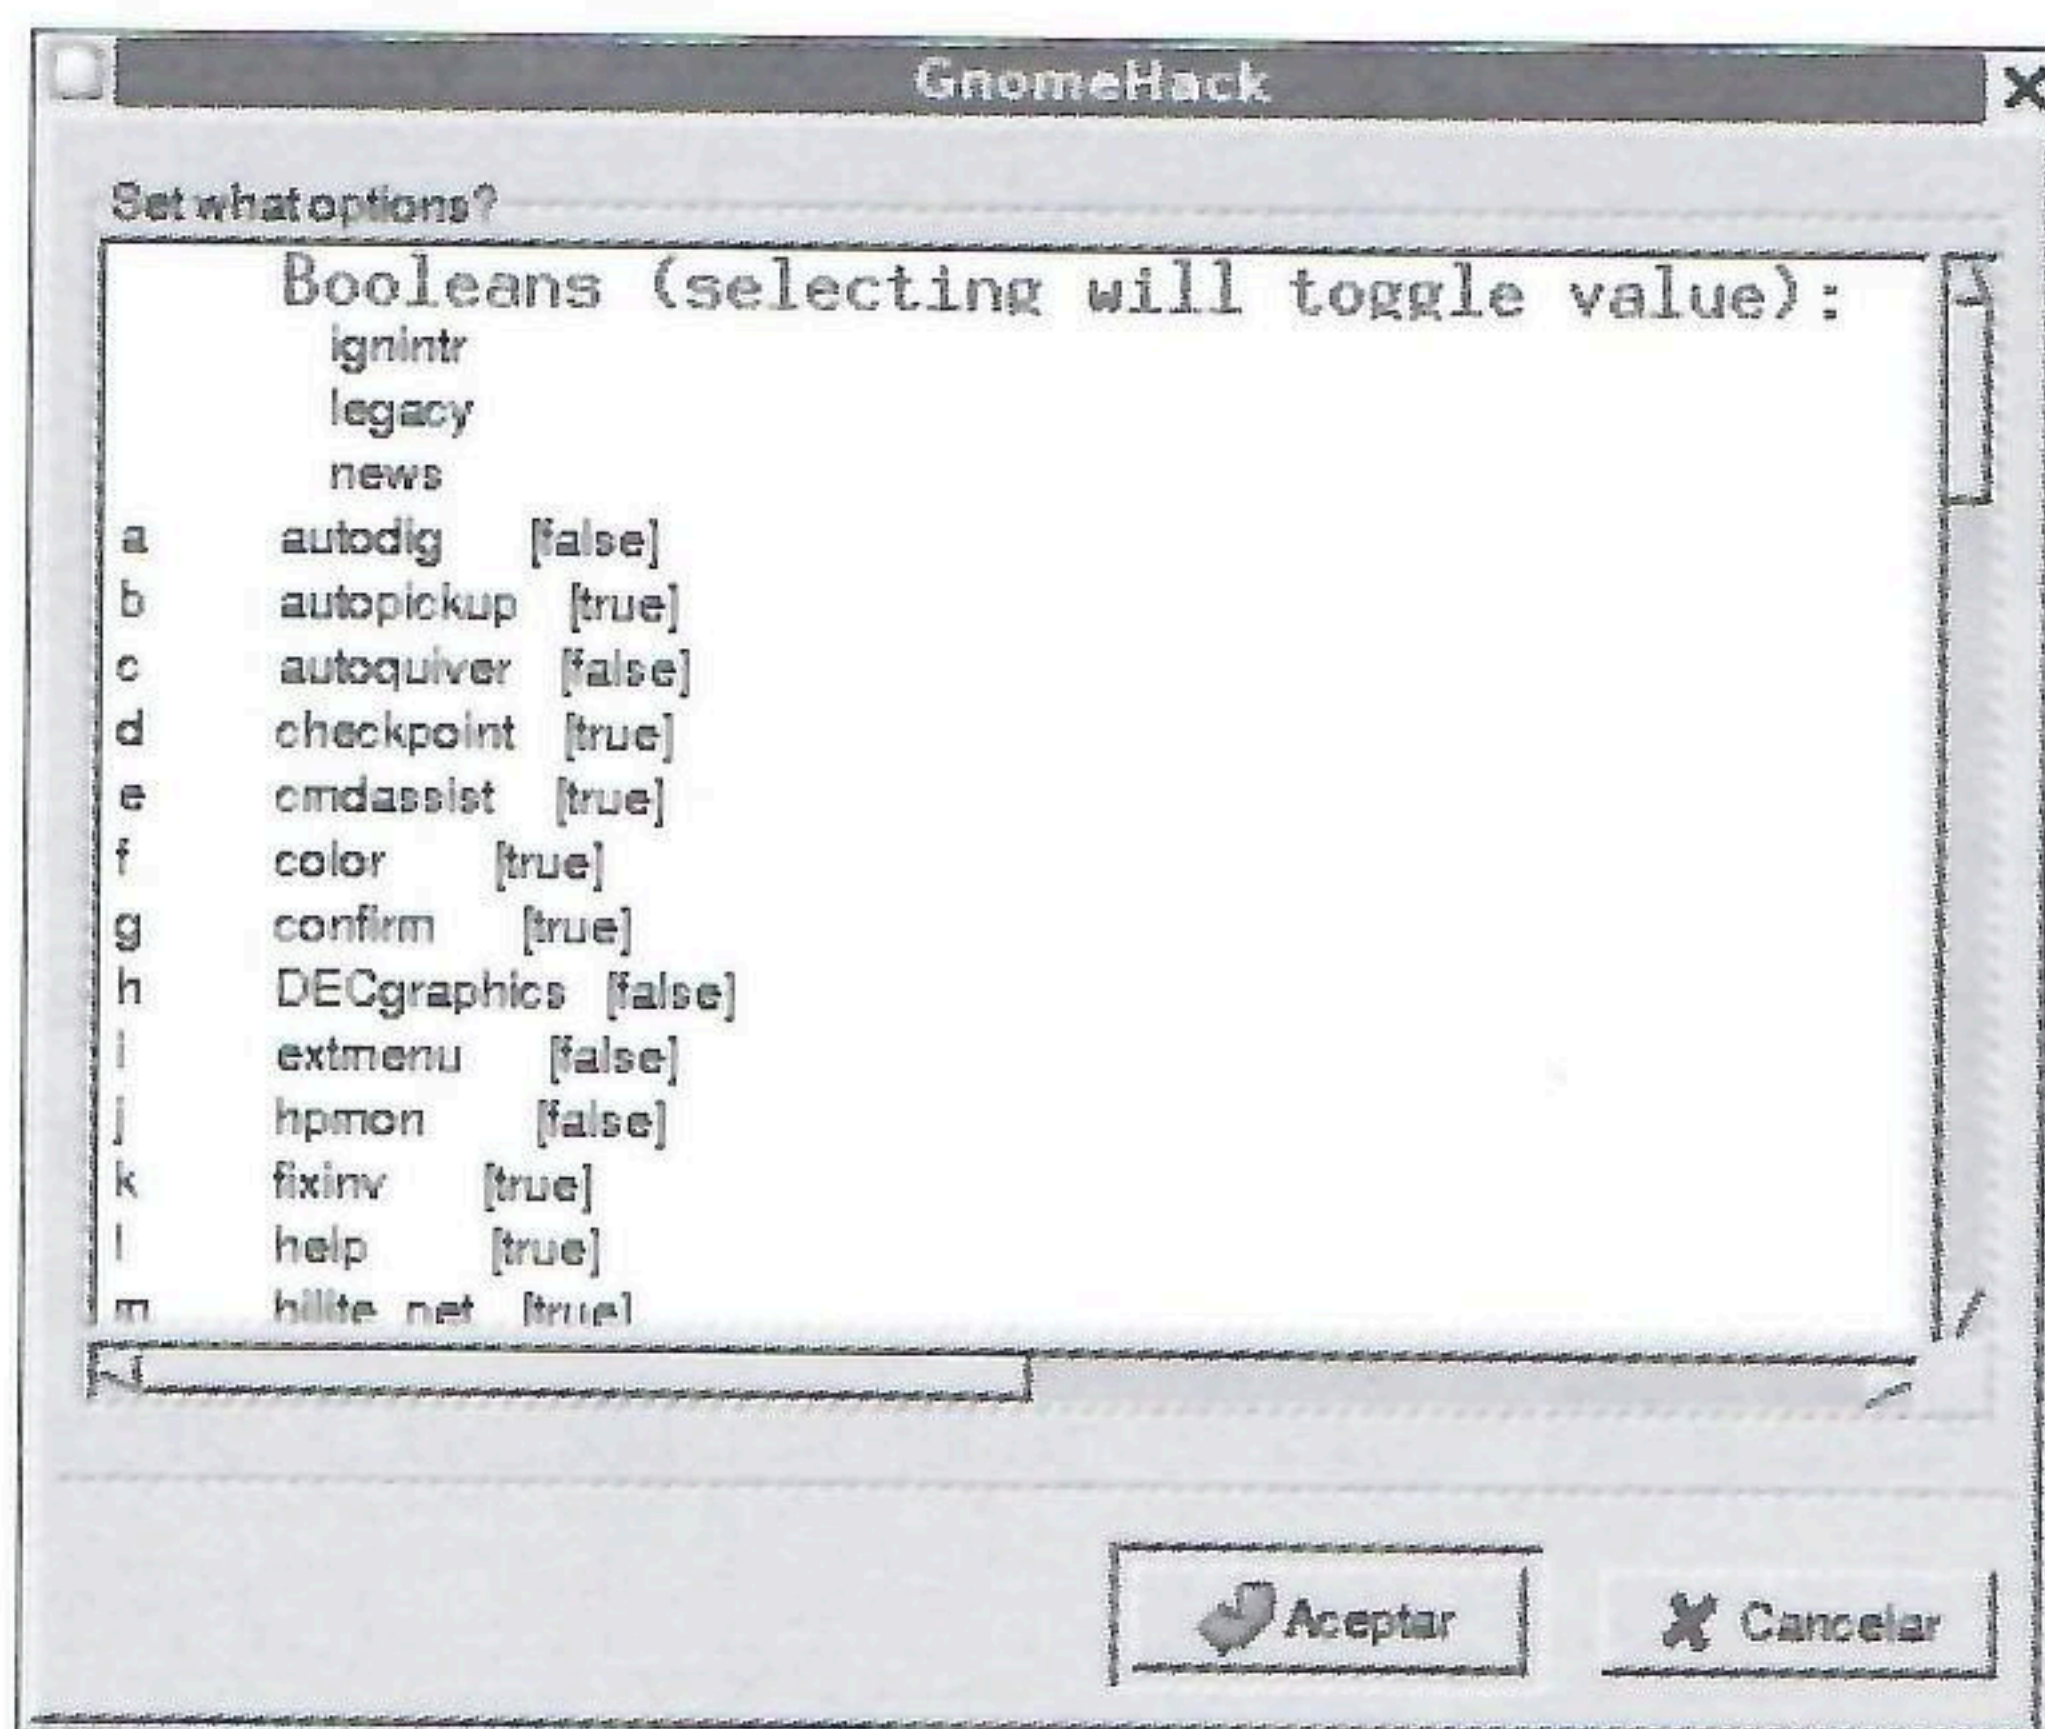 GnomeHack
Set what options?
Booleans (selecting will toggle value):
ignintr
legacy
news
a autodig [false]
b autopickup [true]
c autoquiver [false]
d checkpoint [true]
e cmdassist [true]
f color [true]
g confirm [true]
h DECgraphics [false]
i extmenu [false]
j hpmon [false]
k fixinv [true]
l help [true]
m hilite_pet [true]
Aceptar Cancelar